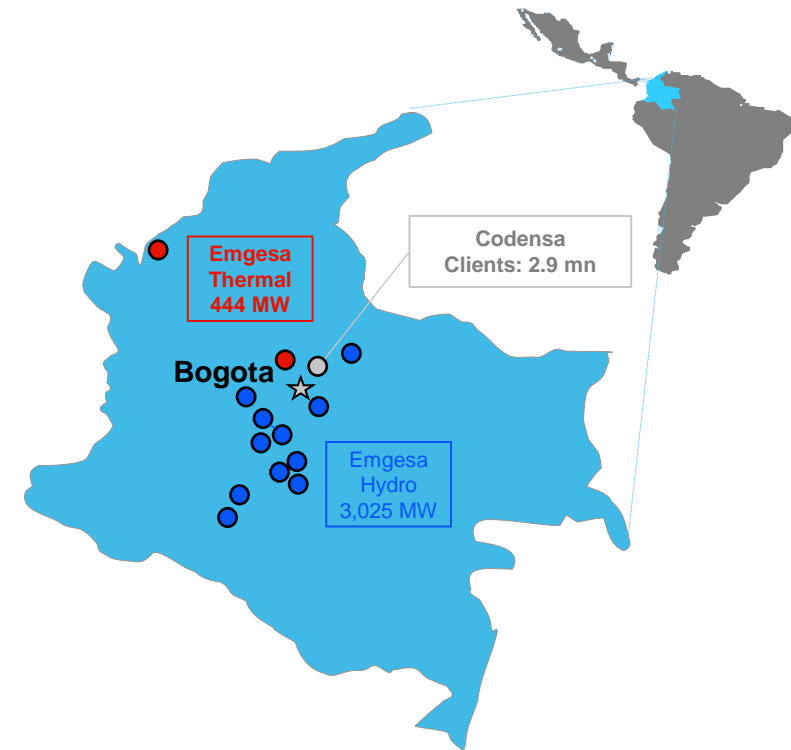 Emgesa
Thermal
444 MW
Codensa
Clients: 2.9 mn
Bogota
Emgesa
Hydro
3,025 MW